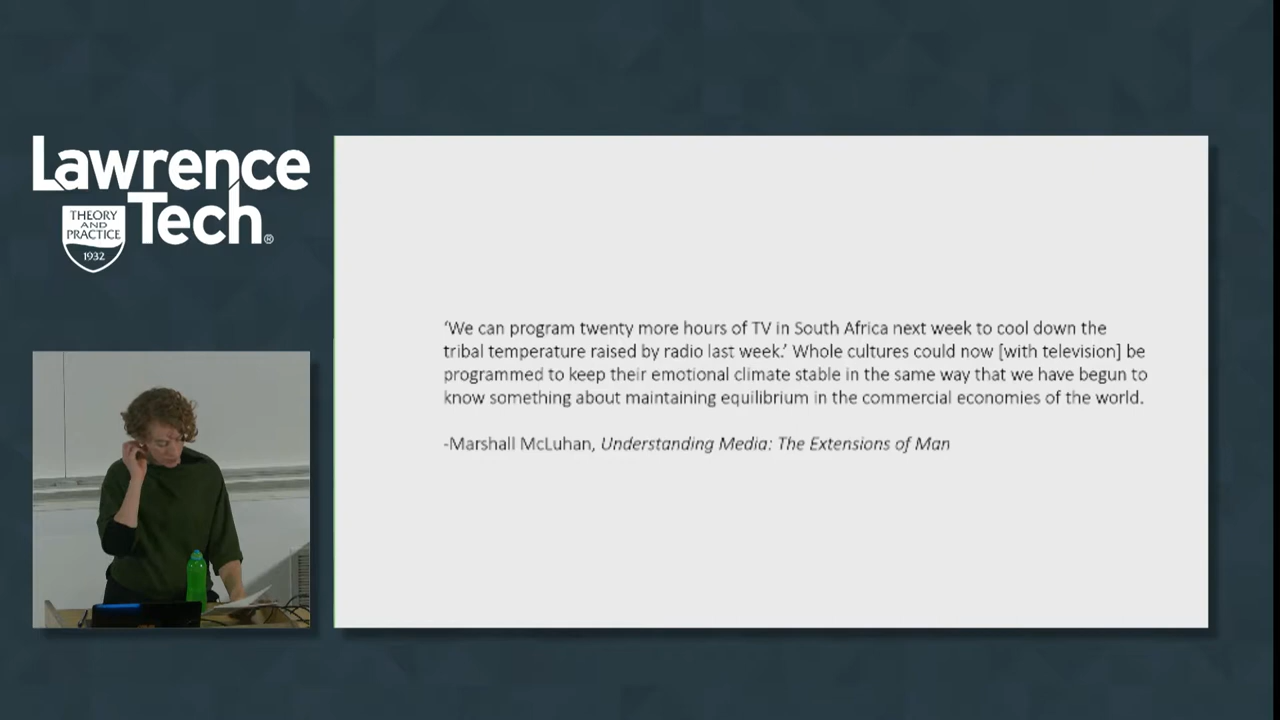 Lawrence
Tech®
THEORY
AND
PRACTICE
1932
‘We can program twenty more hours of TV in South Africa next week to cool down the
tribal temperature raised by radio last week.’ Whole cultures could now [with television] be
programmed to keep their emotional climate stable in the same way that we have begun to
know something about maintaining equilibrium in the commercial economies of the world.
-Marshall McLuhan, Understanding Media: The Extensions of Man